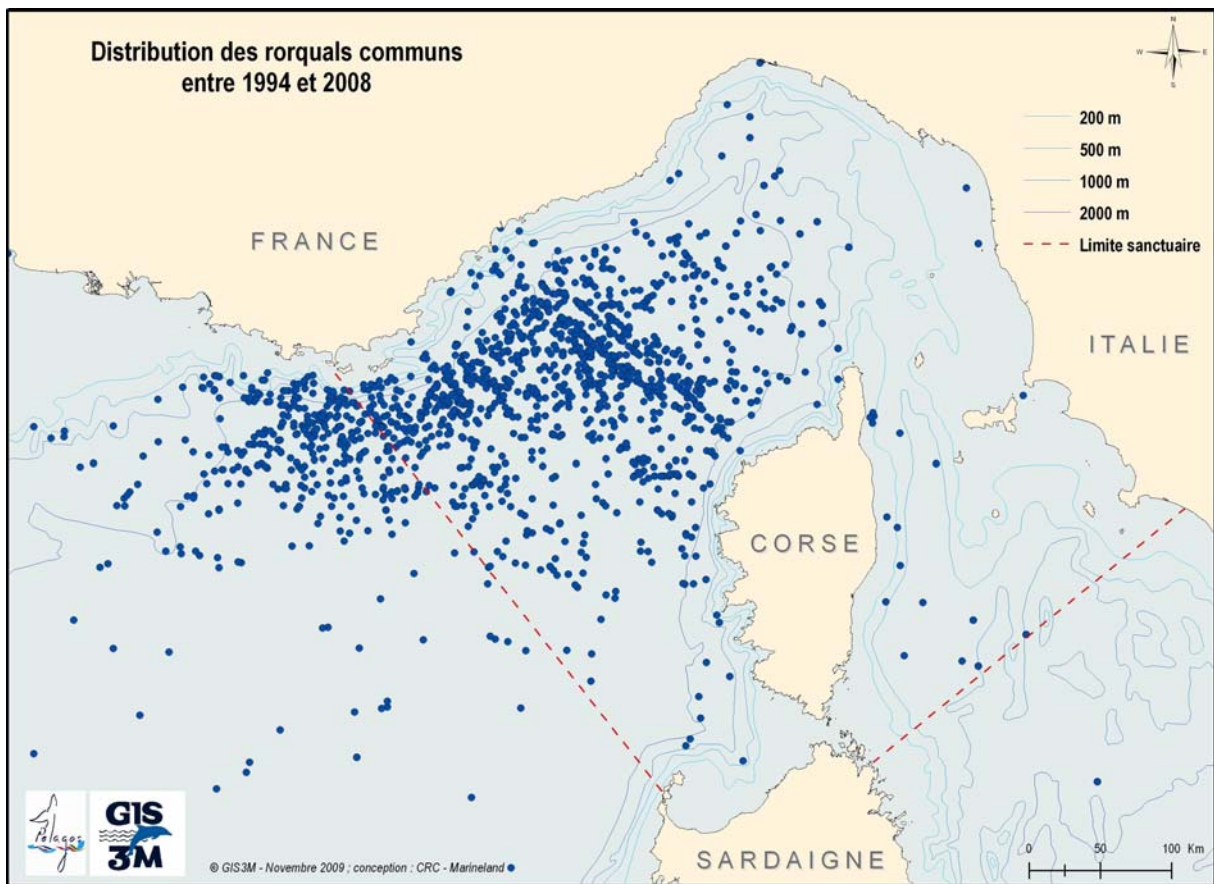 Distribution des rorquals communs
entre 1994 et 2008
N
W
E
S
200 m
500 m
1000 m
2000 m
Limite sanctuaire
FRANCE
ITALIE
CORSE
SARDAIGNE
Pelagos
GIS
3M
© GIS3M - Novembre 2009 ; conception : CRC - Marineland
0 50 100 Km